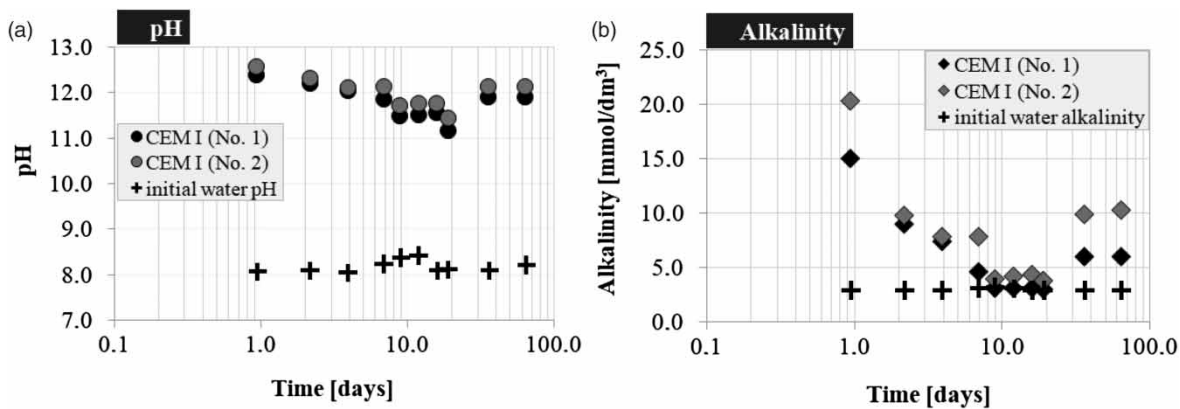 (a)
pH
13.0
12.0
11.0
10.0
9.0
8.0
7.0
pH
CEM I (No. 1)
CEM I (No. 2)
initial water pH
0.1
1.0
10.0
100.0
Time [days]
(b)
Alkalinity
25.0
20.0
15.0
10.0
5.0
0.0
Alkalinity [mmol/dm³]
CEM I (No. 1)
CEM I (No. 2)
initial water alkalinity
0.1
1.0
10.0
100.0
Time [days]